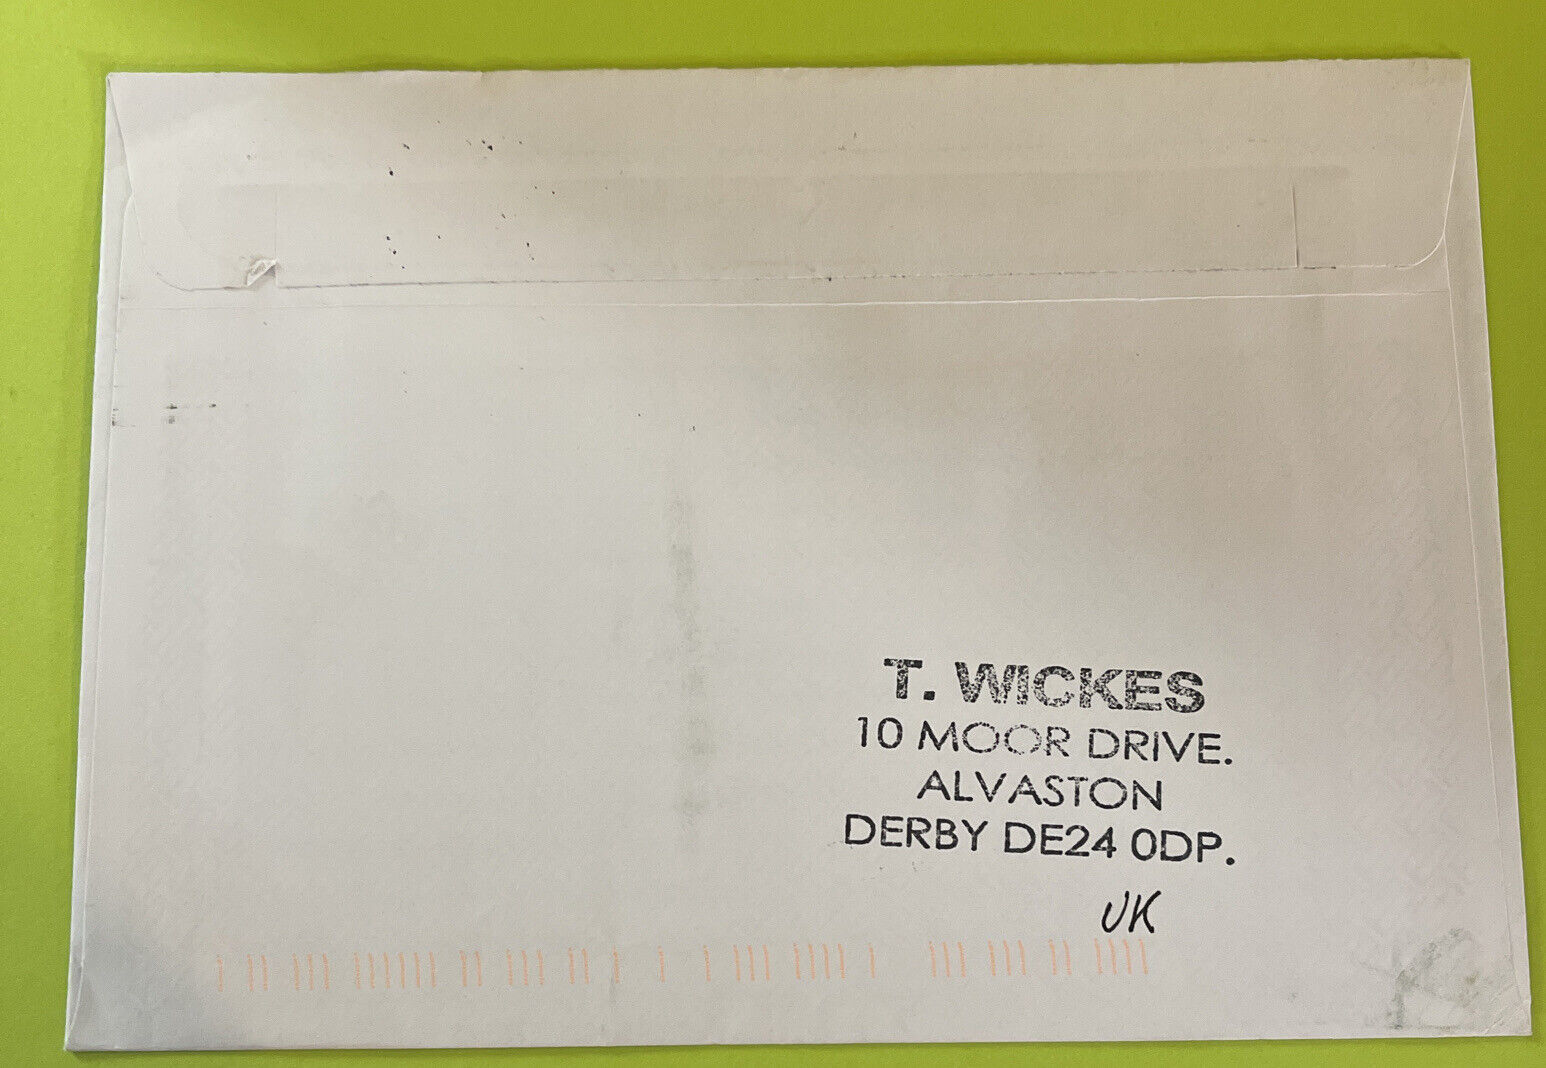 T. WICKES
10 MOOR DRIVE.
ALVASTON
DERBY DE24 0DP.
UK